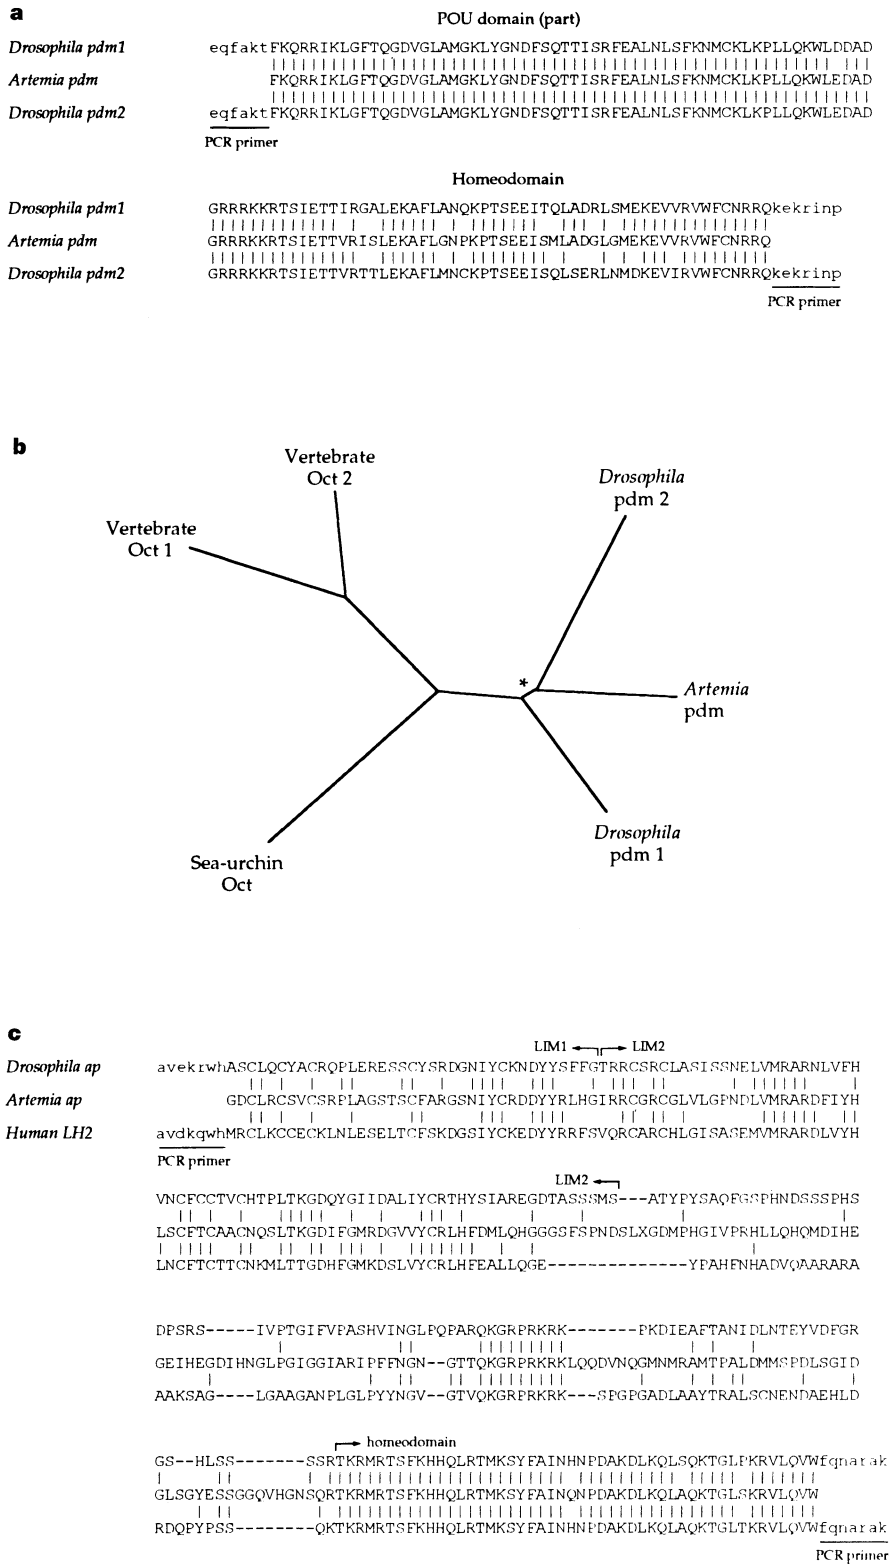 a
POU domain (part)
Drosophila pdm1 eqfaktFKQRRIKLGFTQGDVGLAMGKLYGNDFSQTTISRFEALNLSFKNMCKLKPLLQKWLDDAD
Artemia pdm FKQRRIKLGFTQGDVGLAMGKLYGNDFSQTTISRFEALNLSFKNMCKLKPLLQKWLEDAD
Drosophila pdm2 eqfaktFKQRRIKLGFTQGDVGLAMGKLYGNDFSQTTISRFEALNLSFKNMCKLKPLLQKWLEDAD
PCR primer
Homeodomain
Drosophila pdm1 GRRRKKRTSIETTIRGALEKAFLANQKPTSEEITQLADRLSMEKEVVRVWFCNRRQkekrinp
Artemia pdm GRRRKKRTSIETTVRISLEKAFLGNPKPTSEEISMLADGLGMEKEVVRVWFCNRRQ
Drosophila pdm2 GRRRKKRTSIETTVRTTLEKAFLMNCKPTSEEISQLSERLNMDKEVIRVWFCNRRQkekrinp
PCR primer
b
Vertebrate
Oct 2
Drosophila
pdm 2
Vertebrate
Oct 1
*
Artemia
pdm
Drosophila
pdm 1
Sea-urchin
Oct
c
LIM1 LIM2
Drosophila ap avekrwhASCLQCYACRQPLERESSCYSRDGNIYCKNDYYSFFGTRRCSRCLASISSNELVMRARNLVFH
Artemia ap GDCLRCSVCSRPLAGSTSCFARGSNIYCRDDYYRLHGIRRCGRCGLVLGPNDLVMRARDFIYH
Human LH2 avdkqwhMRCLKCCECKLNLESELTCFSKDGSIYCKEDYYRRFSVQRCARCHLGISASEMVMRARDLVYH
PCR primer
LIM2
VNCFCCTVCHTPLTKGDQYGIIDALIYCRTHYSIAREGDTASSSMS---ATYPYSAQFGSPHNDSSSPHS
LSCFTCAACNQSLTKGDIFGMRDGVVYCRLHFDMLQHGGGSFSPNDSLXGDMPHGIVPRHLLQHQMDIHE
LNCFTCTTCNKMLTTGDHFGMKDSLVYCRLHFEALLQGE--------------YPAHFNHADVQAARARA
DPSRS-----IVPTGIFVPASHVINGLPQPARQKGRPRKRK-------PKDIEAFTANIDLNTEYVDFGR
GEIHEGDIHNGLPGIGGIARIPFFNGN--GTTQKGRPRKRKLQQDVNQGMNMRAMTPALDMMSPDLSGID
AAKSAG----LGAAGANPLGLPYYNGV--GTVQKGRPRKRK---SPGPGADLAAYTRALSCNENDAEHLD
homeodomain
GS--HLSS-------SSRTKRMRTSFKHHQLRTMKSYFAINHNPDAKDLKQLSQKTGLPKRVLQVWfqnarak
GLSGYESSGGQVHGNSQRTKRMRTSFKHHQLRTMKSYFAINQNPDAKDLKQLAQKTGLSKRVLQVW
RDQPYPSS--------QKTKRMRTSFKHHQLRTMKSYFAINHNPDAKDLKQLAQKTGLTKRVLQVWfqnarak
PCR primer